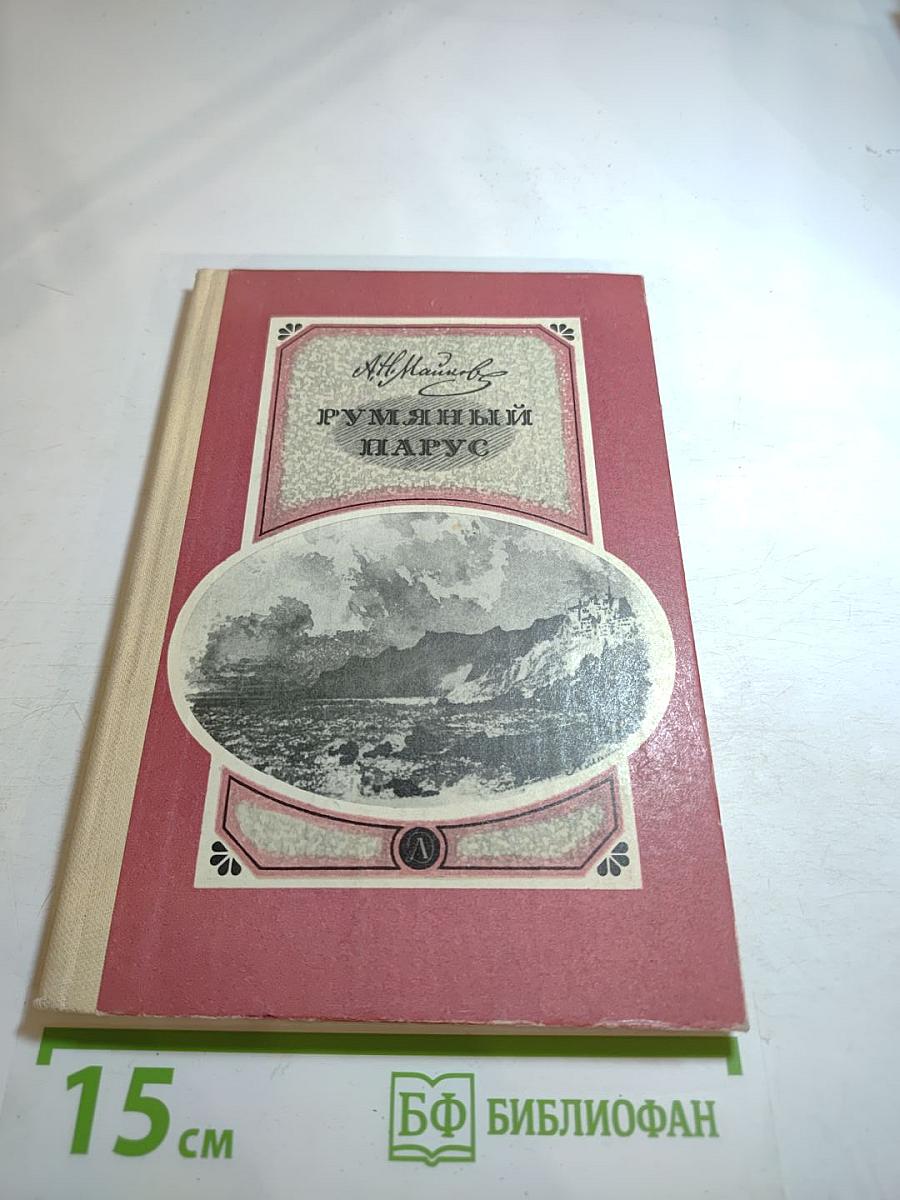 А.Н.Майков
РУМЯНЫЙ
ПАРУС
Л
15 см
БФ БИБЛИОФАН